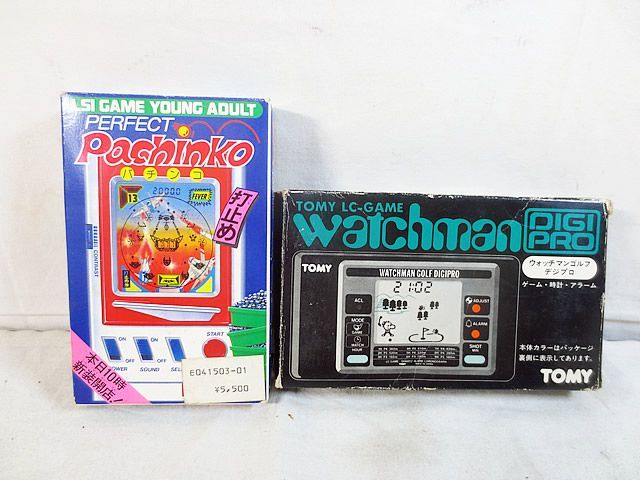 LSI GAME YOUNG ADULT
PERFECT
Pachinko
パチンコ
13
20000
FEVER
打止め
CONTRAST
START
ON
ON
OFF
OFF
POWER
SOUND
本日10時
新装開店!
E041503-01
¥5,500
TOMY LC-GAME
watchman
DIGI
PRO
ウォッチマンゴルフ
デジプロ
ゲーム・時計・アラーム
TOMY
WATCHMAN GOLF DIGIPRO
21:02
ACL
MODE
GAME
WATCH
HOUR
ADJUST
ALARM
SHOT
MIN
本体カラーはパッケージ
裏側に表示してあります。
TOMY